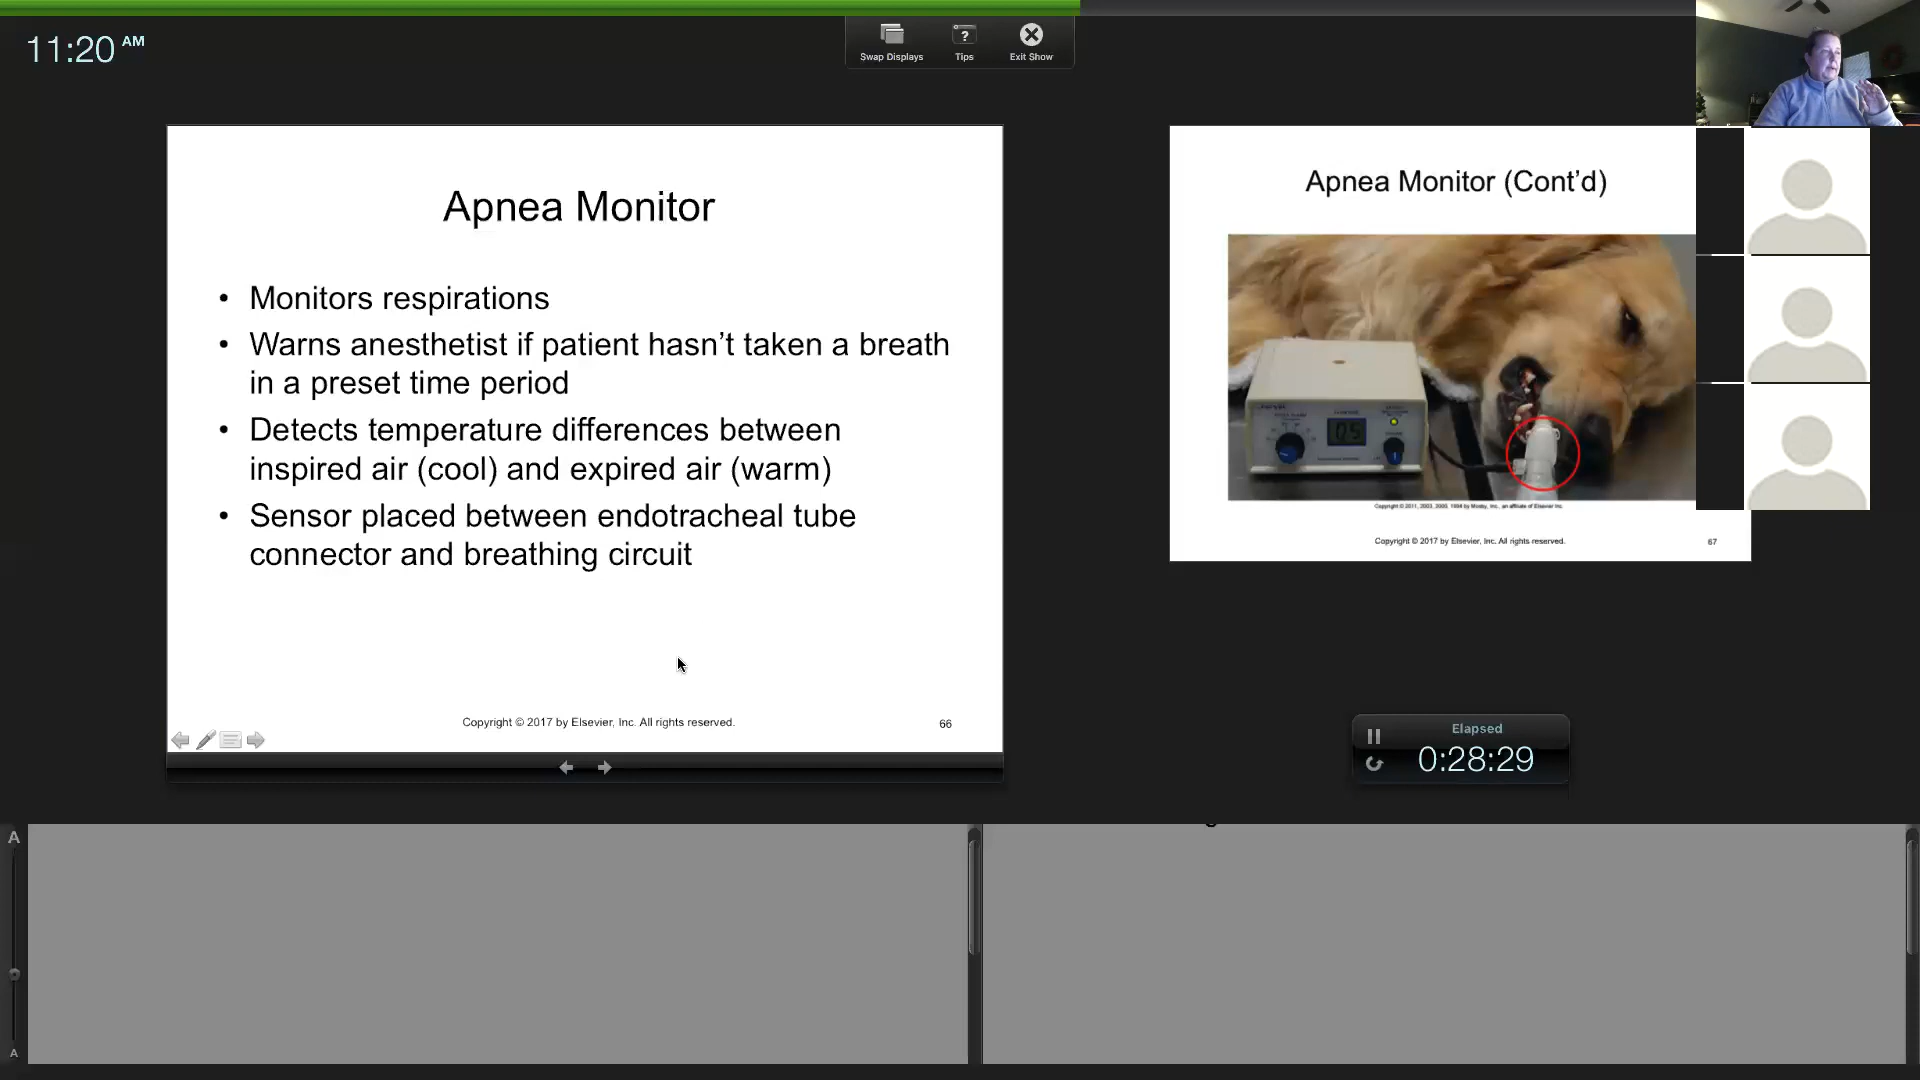 11:20 AM
Swap Displays
Tips
Exit Show
Apnea Monitor
• Monitors respirations
• Warns anesthetist if patient hasn't taken a breath
in a preset time period
• Detects temperature differences between
inspired air (cool) and expired air (warm)
• Sensor placed between endotracheal tube
connector and breathing circuit
Copyright © 2017 by Elsevier, Inc. All rights reserved.
66
Apnea Monitor (Cont'd)
Copyright © 2011, 2003, 2000, 1994 by Mosby, Inc., an affiliate of Elsevier Inc.
Copyright © 2017 by Elsevier, Inc. All rights reserved.
67
Elapsed
0:28:29
A
A